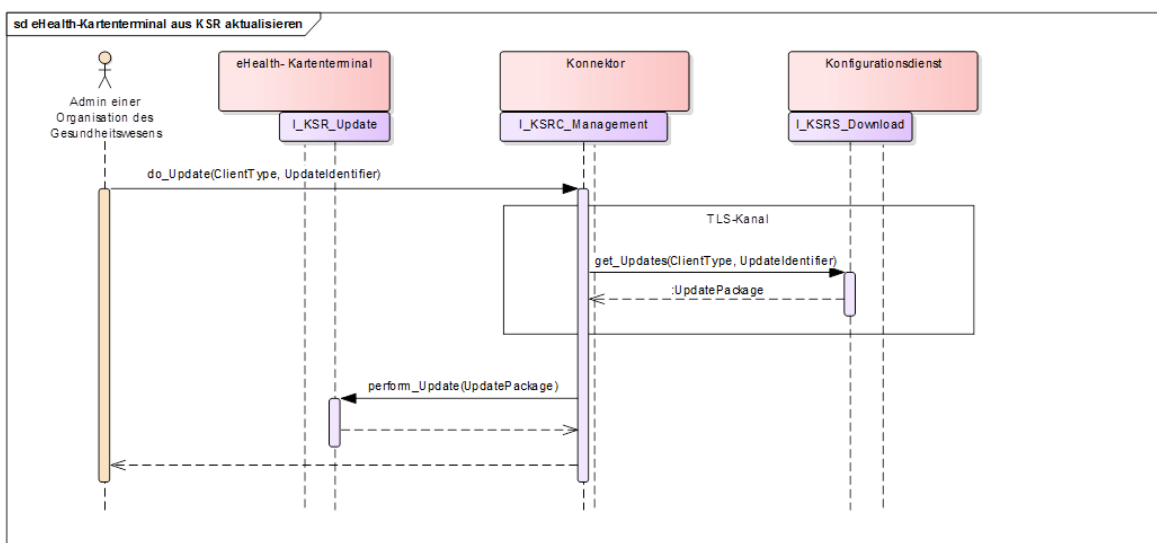 sd eHealth-Kartenterminal aus KSR aktualisieren
eHealth- Kartenterminal
Konnektor
Konfigurationsdienst
Admin einer
Organisation des
Gesundheitswesens
I_KSR_Update
I_KSRC_Management
I_KSRS_Download
do_Update(ClientType, UpdateIdentifier)
TLS-Kanal
get_Updates(ClientType, UpdateIdentifier)
:UpdatePackage
perform_Update(UpdatePackage)